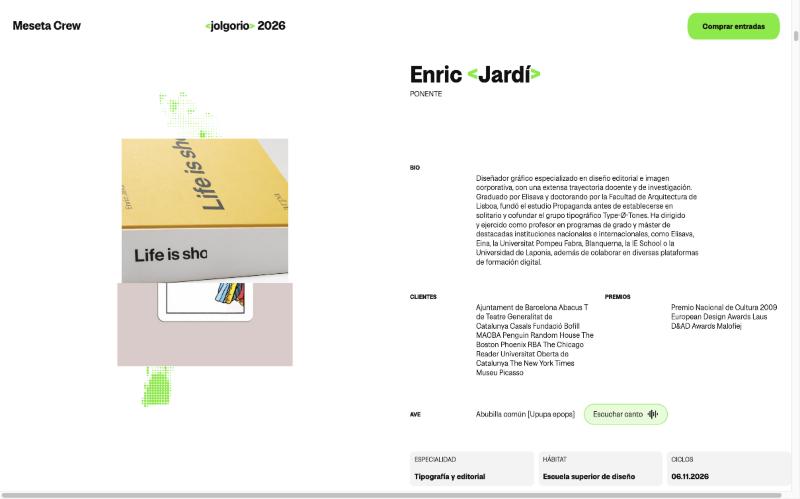 Meseta Crew
<jolgorio> 2026
Comprar entradas
Enric <Jardí>
PONENTE
Life is sho
Life is sho
BIO
Diseñador gráfico especializado en diseño editorial e imagen
corporativa, con una extensa trayectoria docente y de investigación.
Graduado por Elisava y doctorando por la Facultad de Arquitectura de
Lisboa, fundó el estudio Propaganda antes de establecerse en
solitario y cofundar el grupo tipográfico Type-Ø-Tones. Ha dirigido
y ejercido como profesor en programas de grado y máster de
destacadas instituciones nacionales e internacionales, como Elisava,
Eina, la Universitat Pompeu Fabra, Blanquerna, la IE School o la
Universidad de Laponia, además de colaborar en diversas plataformas
de formación digital.
CLIENTES
Ajuntament de Barcelona Abacus T
de Teatre Generalitat de
Catalunya Casals Fundació Bofill
MACBA Penguin Random House The
Boston Phoenix RBA The Chicago
Reader Universitat Oberta de
Catalunya The New York Times
Museu Picasso
PREMIOS
Premio Nacional de Cultura 2009
European Design Awards Laus
D&AD Awards Malofiej
AVE
Abubilla común [Upupa epops]
Escuchar canto
ESPECIALIDAD
Tipografía y editorial
HÁBITAT
Escuela superior de diseño
CICLOS
06.11.2026